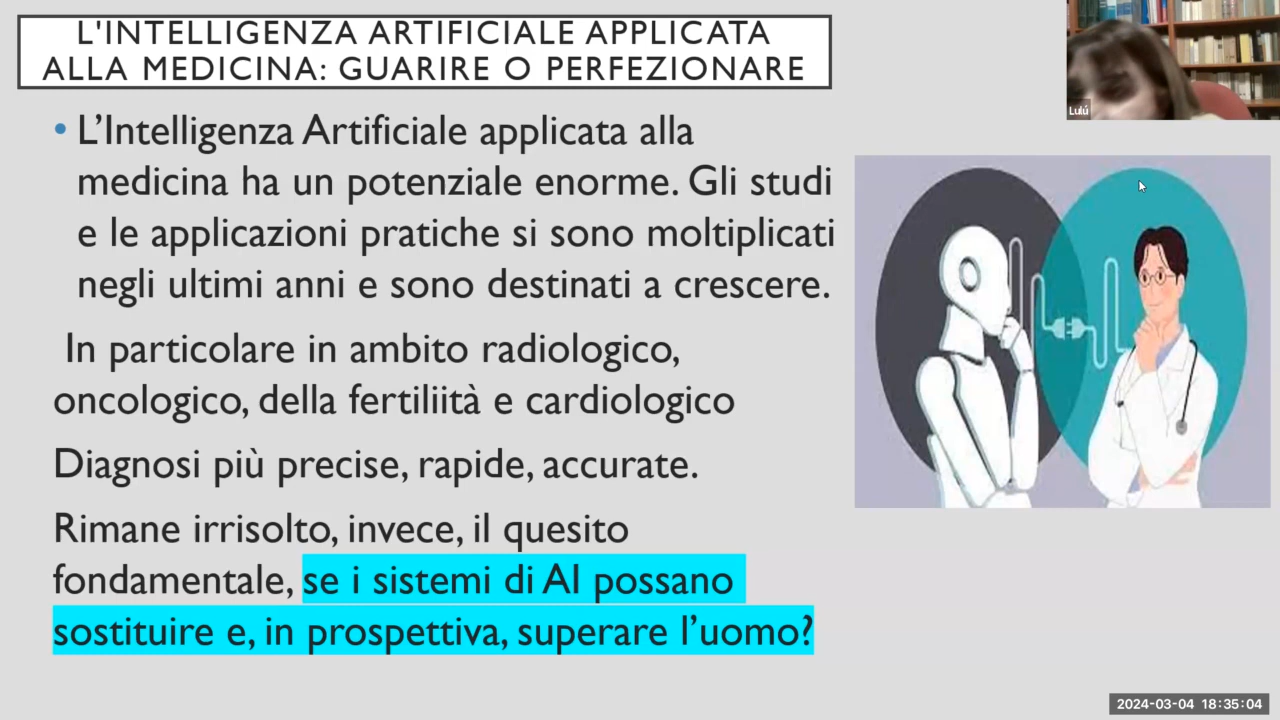 L'INTELLIGENZA ARTIFICIALE APPLICATA
ALLA MEDICINA: GUARIRE O PERFEZIONARE
• L’Intelligenza Artificiale applicata alla
medicina ha un potenziale enorme. Gli studi
e le applicazioni pratiche si sono moltiplicati
negli ultimi anni e sono destinati a crescere.
In particolare in ambito radiologico,
oncologico, della fertiliità e cardiologico
Diagnosi più precise, rapide, accurate.
Rimane irrisolto, invece, il quesito
fondamentale, se i sistemi di AI possano
sostituire e, in prospettiva, superare l’uomo?
Lulú
2024-03-04 18:35:04